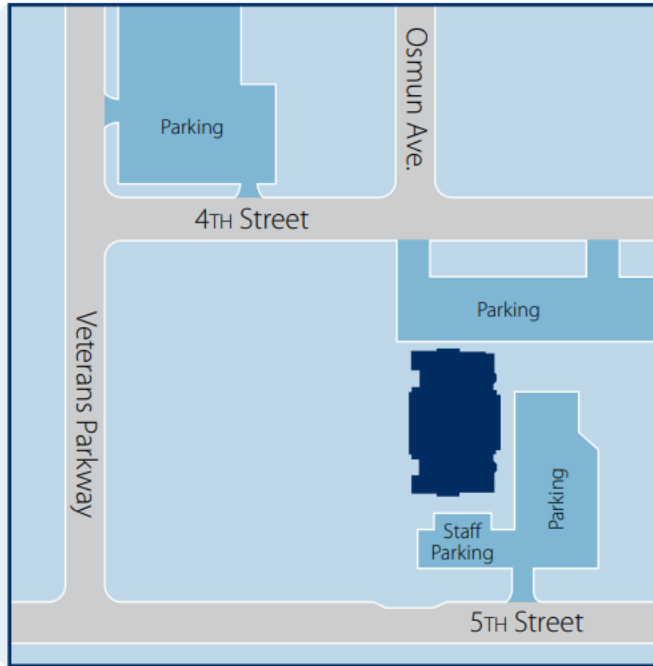 Osmun Ave.
Parking
4TH Street
Parking
Veterans Parkway
Parking
Staff
Parking
5TH Street